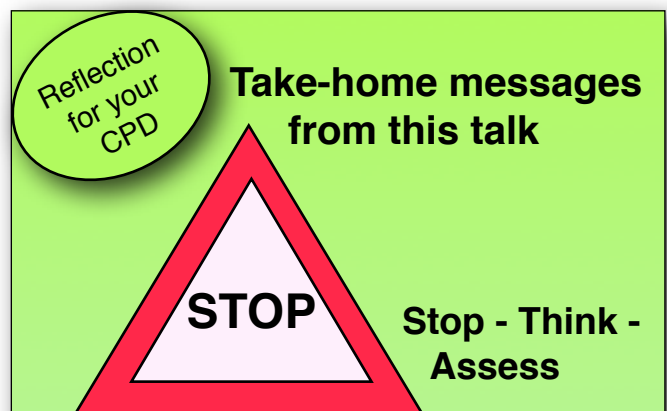 Reflection
for your
CPD
Take-home messages
from this talk
STOP
Stop - Think -
Assess